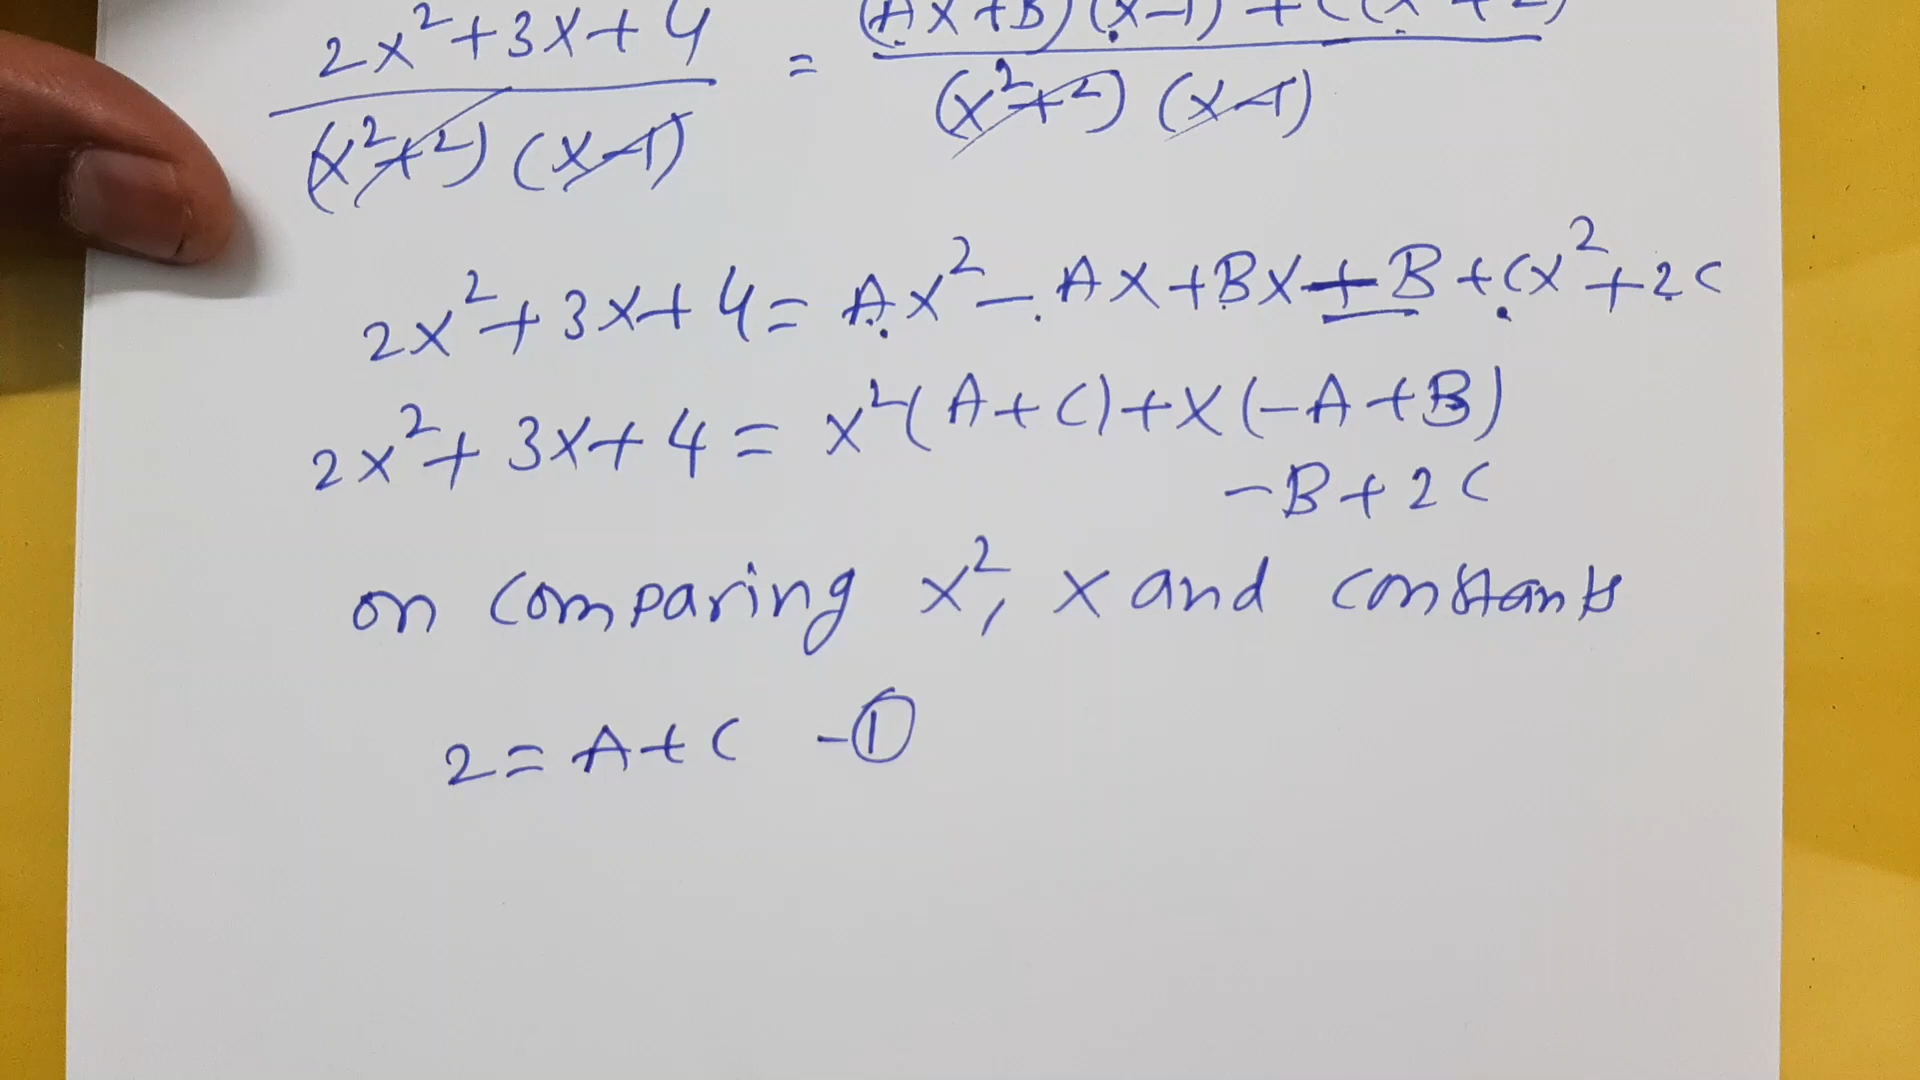 2x²+3x+4 = (Ax+B)(x-1)+C(x²+2)
(x²+2)(x-1) (x²+2)(x-1)
2x²+3x+4=Ax²-Ax+Bx+B+Cx²+2C
2x²+3x+4=x²(A+C)+x(-A+B)
-B+2C
on comparing x², x and constants
2=A+C -①